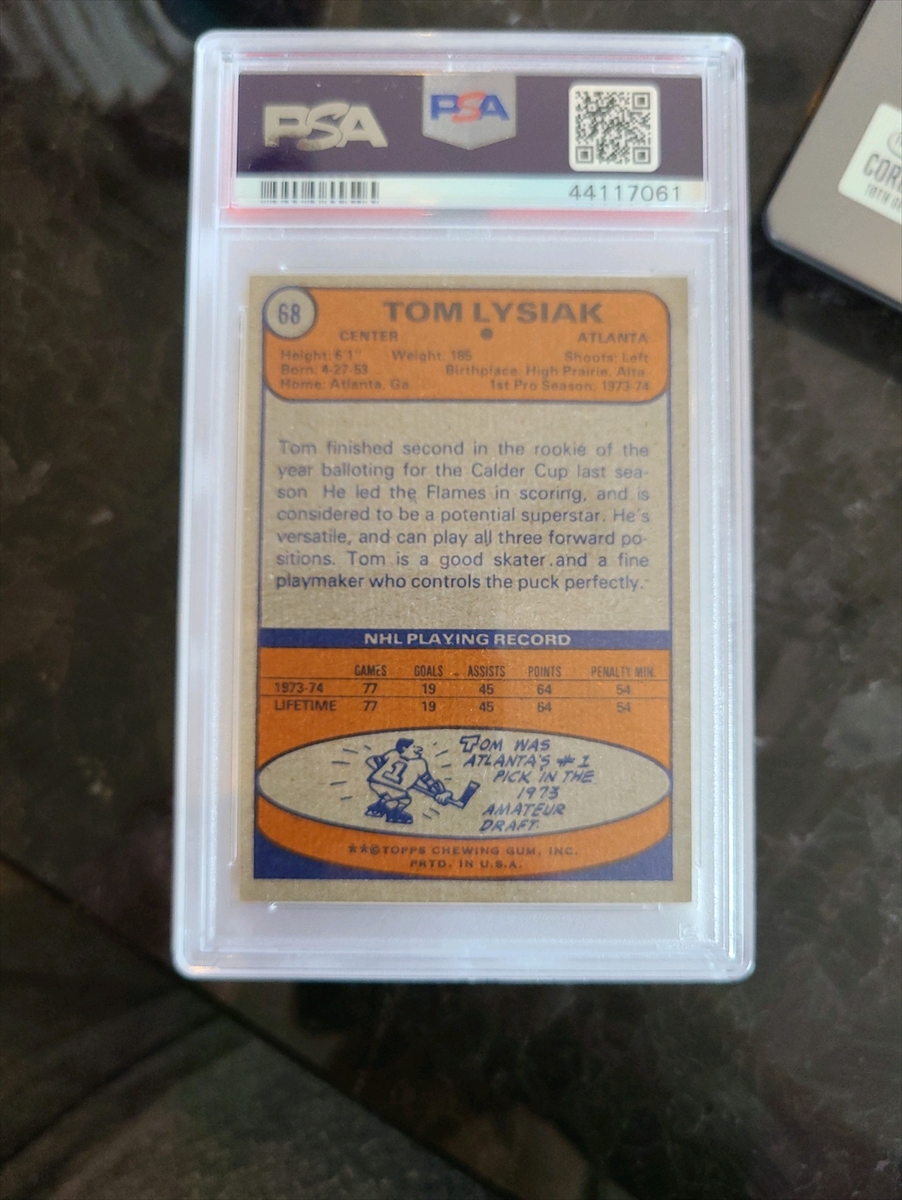 PSA PSA
44117061
68 TOM LYSIAK
CENTER ATLANTA
Height: 6'1" Weight: 185 Shoots: Left
Born: 4-27-53 Birthplace: High Prairie, Alta.
Home: Atlanta, Ga 1st Pro Season: 1973-74
Tom finished second in the rookie of the
year balloting for the Calder Cup last sea-
son. He led the Flames in scoring, and is
considered to be a potential superstar. He's
versatile, and can play all three forward po-
sitions. Tom is a good skater and a fine
playmaker who controls the puck perfectly.
NHL PLAYING RECORD
GAMES GOALS ASSISTS POINTS PENALTY MIN.
1973-74 77 19 45 64 54
LIFETIME 77 19 45 64 54
1
TOM WAS
ATLANTA'S #1
PICK IN THE
1973
AMATEUR
DRAFT.
**©TOPPS CHEWING GUM, INC.
PRTD. IN U.S.A.